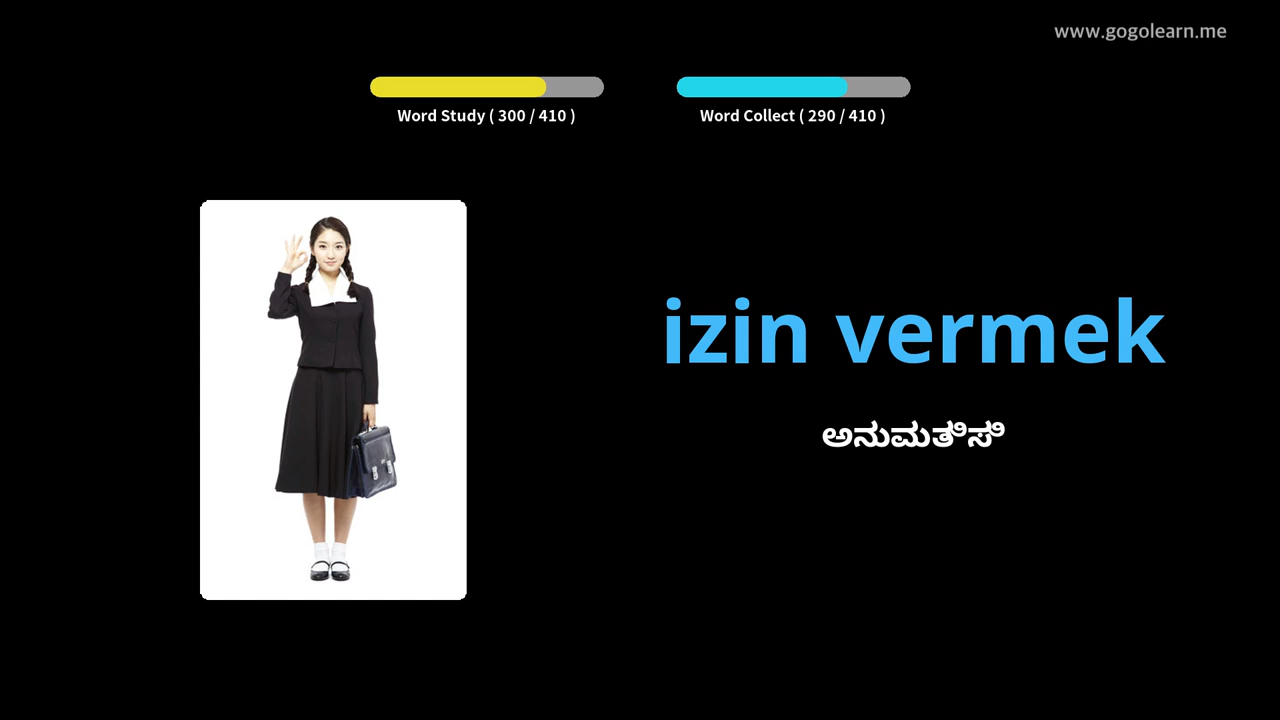 www.gogolearn.me
Word Study ( 300 / 410 )
Word Collect ( 290 / 410 )
izin vermek
ಅನುಮತಿಸಿ